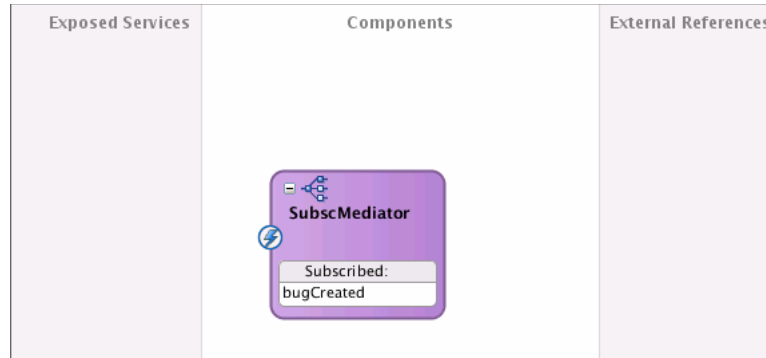 Exposed Services
Components
External References
SubscMediator
Subscribed:
bugCreated